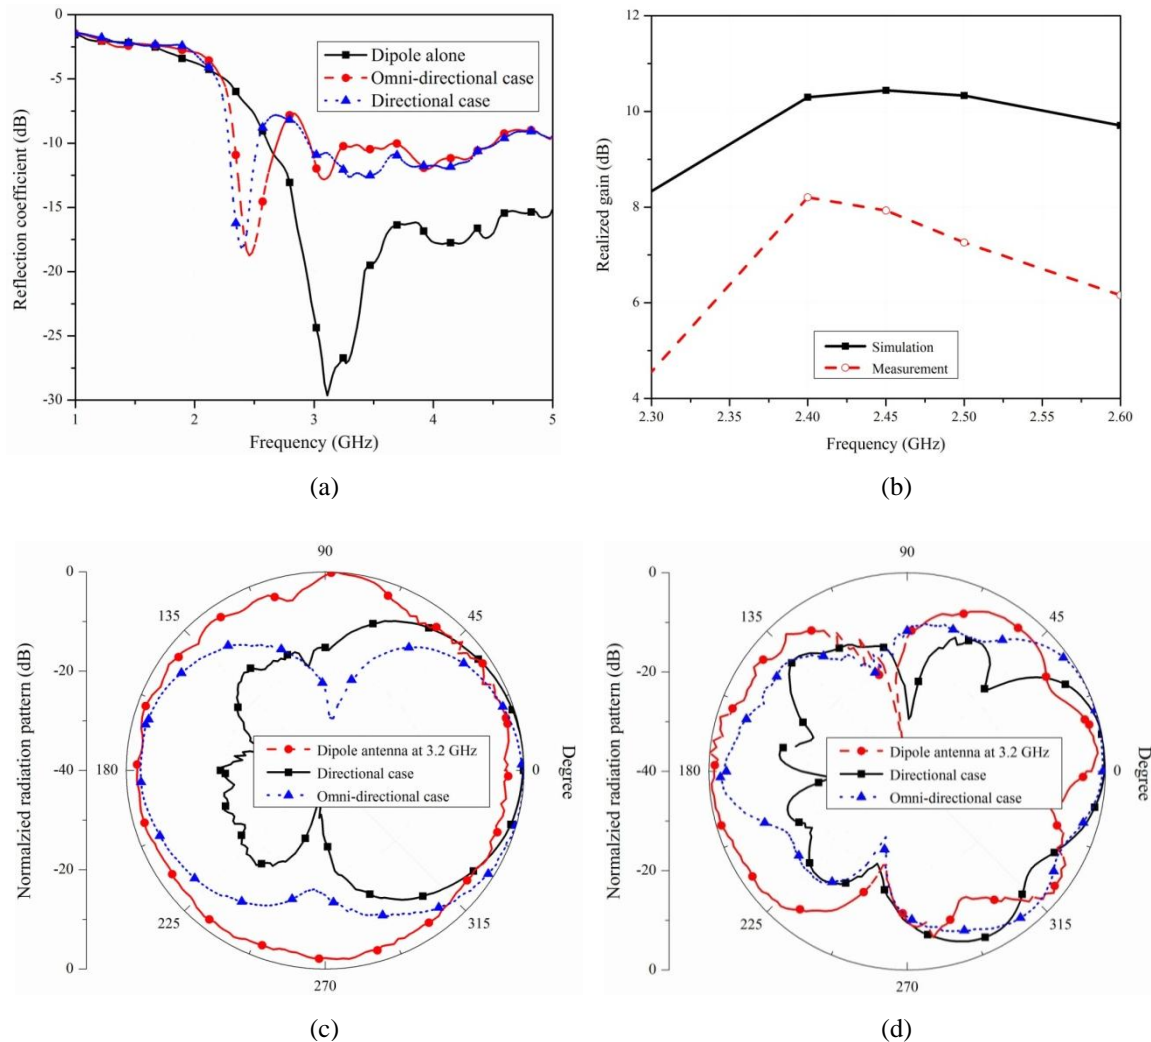 0
-5
-10
-15
-20
-25
-30
Reflection coefficient (dB)
Dipole alone
Omni-directional case
Directional case
1 2 3 4 5
Frequency (GHz)
(a)
12
10
8
6
4
Realized gain (dB)
Simulation
Measurement
2.30 2.35 2.40 2.45 2.50 2.55 2.60
Frequency (GHz)
(b)
0
-20
-40
-20
0
Normalzied radiation pattern (dB)
90
135
45
180
0
225
315
270
Degree
Dipole antenna at 3.2 GHz
Directional case
Omni-directional case
(c)
0
-20
-40
-20
0
Normalzied radiation pattern (dB)
90
135
45
180
0
225
315
270
Degree
Dipole antenna at 3.2 GHz
Directional case
Omni-directional case
(d)